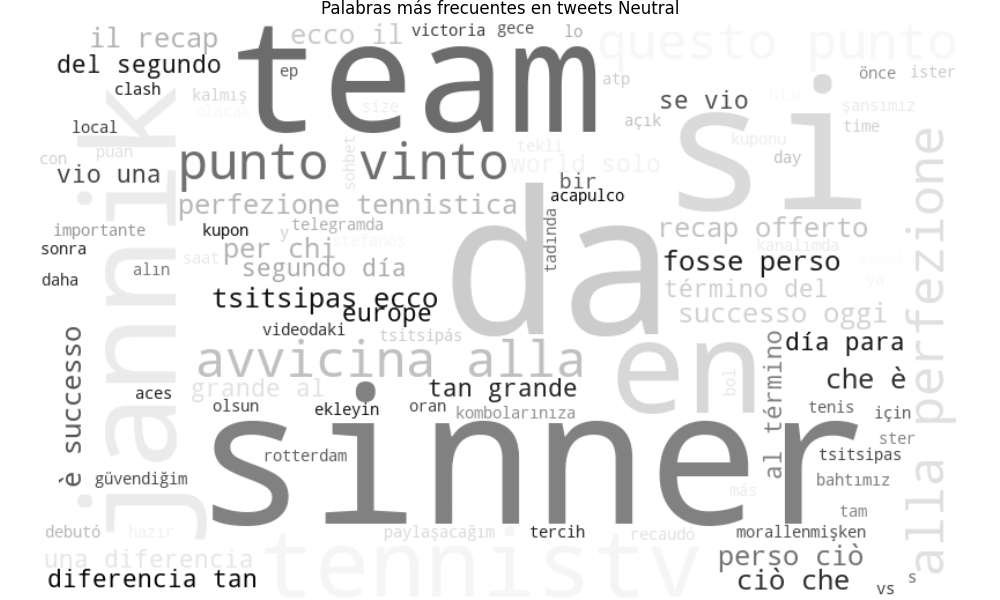 Palabras más frecuentes en tweets Neutral
il recap
ecco il
victoria
gece
lo
questo punto
del segundo
team
ep
clash
kalmış
olacak
size
atp
se vio
hizo
önce
ister
şansımız
time
açık
si
local
jannik
con
puan
vio una
punto vinto
sohbet
tekli
world solo
kuponu
day
bir
acapulco
da
perfezione tennistica
tadında
importante
kupon
y
telegramda
stefanos
recap offerto
kanalımda
alla perfezione
sonra
daha
alın
saat
per chi
segundo día
fosse perso
genel
ya
término del
tsitsipas ecco
europe
successo oggi
videodaki
tsitsipás
è successo
avvicina alla
en
al término
día para
grande al
tan grande
bol
che è
aces
olsun
ekleyin
oran
kombolarınıza
tenis
için
sinner
rotterdam
ster
tsitsipas
güvendiğim
bahtımız
más
tam
debutó
hazır
paylaşacağım
tercih
recaudó
morallenmişken
una diferencia
tennistv
perso ciò
diferencia tan
ciò che
vs
s